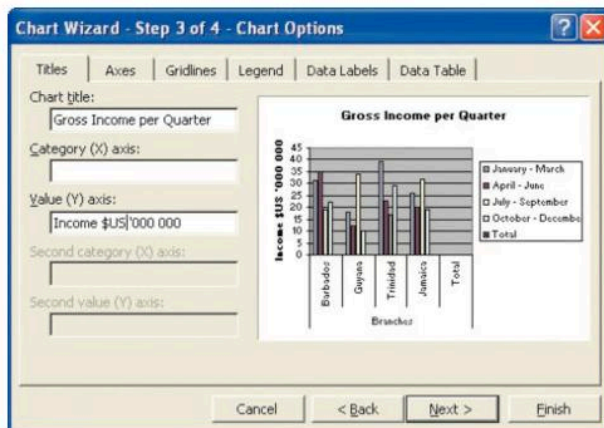 Chart Wizard - Step 3 of 4 - Chart Options
Titles
Axes
Gridlines
Legend
Data Labels
Data Table
Chart title:
Gross Income per Quarter
Category (X) axis:
Value (Y) axis:
Income $US'000 000
Second category (X) axis:
Second value (Y) axis:
Gross Income per Quarter
Income $US '000 000
45
40
35
30
25
20
15
10
5
0
Barbados
Guyana
Trinidad
Jamaica
Total
Branches
January - March
April - June
July - September
October - Decembe
Total
Cancel
< Back
Next >
Finish